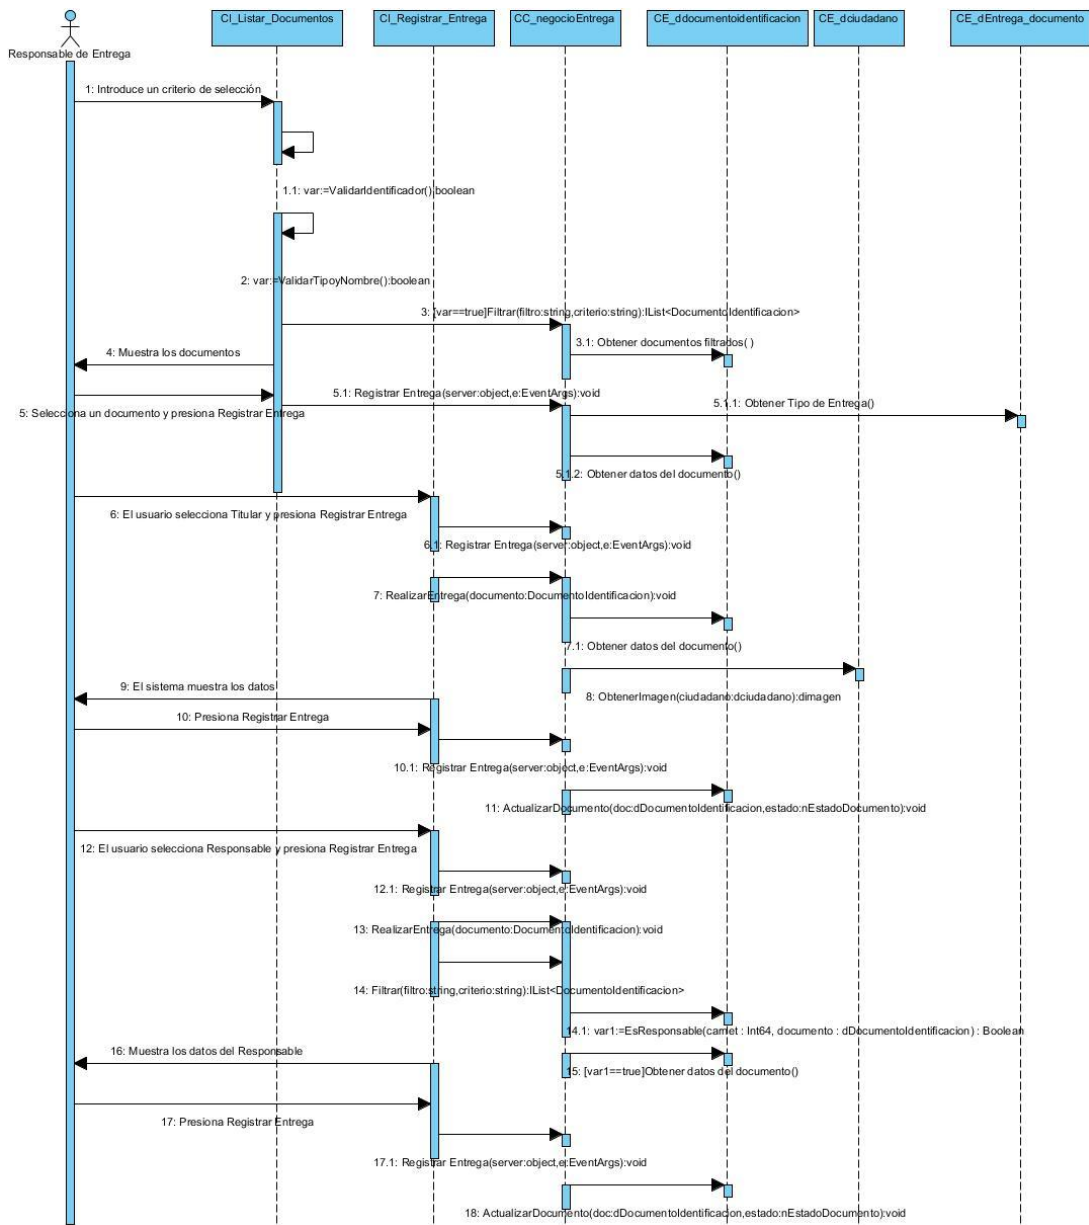 CI_Listar_Documentos
CI_Registrar_Entrega
CC_negocioEntrega
CE_ddocumentoidentificacion
CE_dciudadano
CE_dEntrega_documento
Responsable de Entrega
1: Introduce un criterio de selección
1.1: var:=ValidarIdentificador():boolean
2: var:=ValidarTipoyNombre():boolean
3: [var==true]Filtrar(filtro:string,criterio:string):IList<DocumentoIdentificacion>
3.1: Obtener documentos filtrados( )
4: Muestra los documentos
5.1: Registrar Entrega(server:object,e:EventArgs):void
5.1.1: Obtener Tipo de Entrega()
5: Selecciona un documento y presiona Registrar Entrega
5.1.2: Obtener datos del documento()
6: El usuario selecciona Titular y presiona Registrar Entrega
6.1: Registrar Entrega(server:object,e:EventArgs):void
7: RealizarEntrega(documento:DocumentoIdentificacion):void
7.1: Obtener datos del documento()
9: El sistema muestra los datos
8: ObtenerImagen(ciudadano:dciudadano):dimagen
10: Presiona Registrar Entrega
10.1: Registrar Entrega(server:object,e:EventArgs):void
11: ActualizarDocumento(doc:dDocumentoIdentificacion,estado:nEstadoDocumento):void
12: El usuario selecciona Responsable y presiona Registrar Entrega
12.1: Registrar Entrega(server:object,e:EventArgs):void
13: RealizarEntrega(documento:DocumentoIdentificacion):void
14: Filtrar(filtro:string,criterio:string):IList<DocumentoIdentificacion>
14.1: var1:=EsResponsable(carnet : Int64, documento : dDocumentoIdentificacion) : Boolean
16: Muestra los datos del Responsable
15: [var1==true]Obtener datos del documento()
17: Presiona Registrar Entrega
17.1: Registrar Entrega(server:object,e:EventArgs):void
18: ActualizarDocumento(doc:dDocumentoIdentificacion,estado:nEstadoDocumento):void